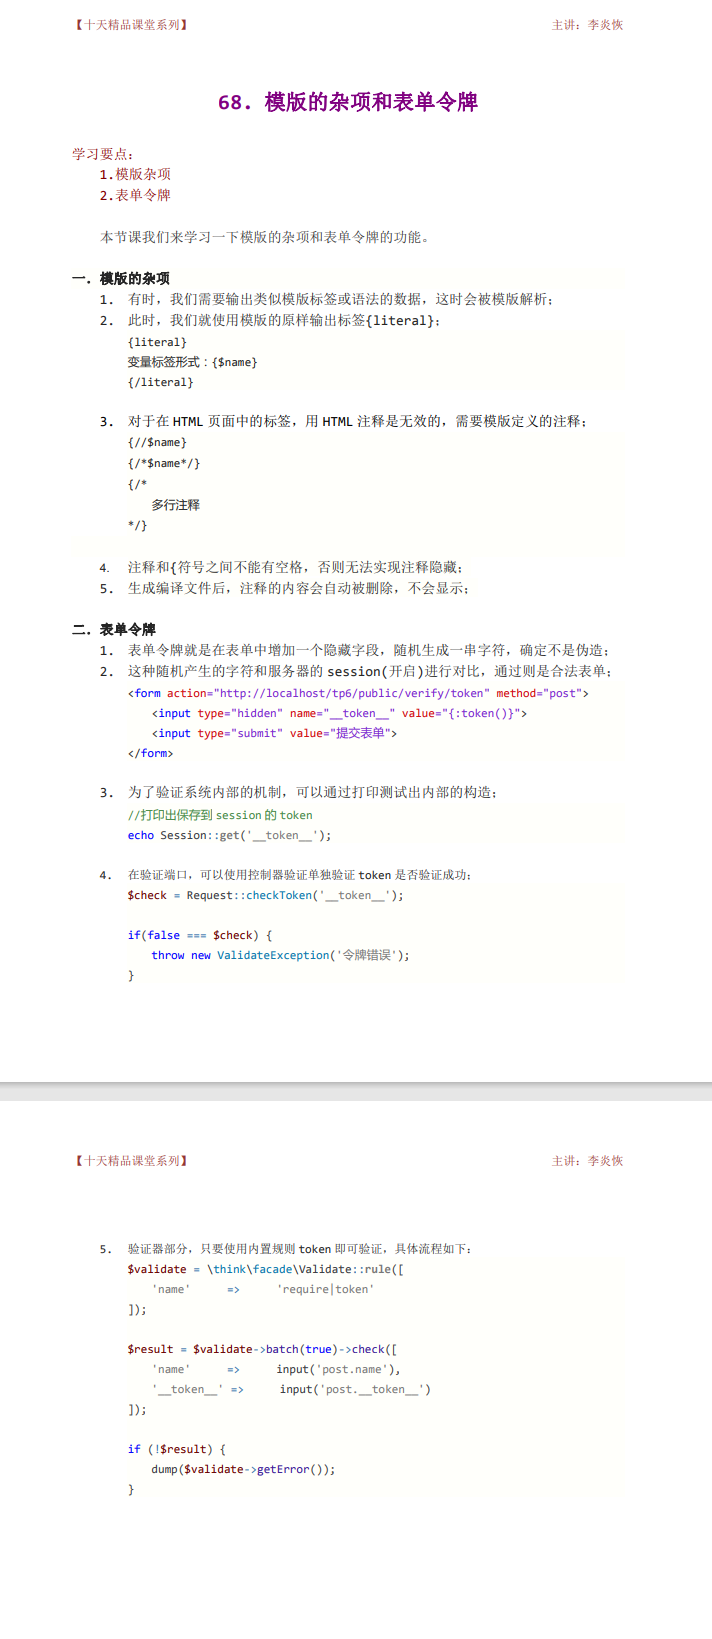 【十天精品课堂系列】 主讲：李炎恢
68. 模版的杂项和表单令牌
学习要点：
1.模版杂项
2.表单令牌
本节课我们来学习一下模版的杂项和表单令牌的功能。
一．模版的杂项
1. 有时，我们需要输出类似模版标签或语法的数据，这时会被模版解析；
2. 此时，我们就使用模版的原样输出标签{literal}；
{literal}
变量标签形式：{$name}
{/literal}
3. 对于在 HTML 页面中的标签，用 HTML 注释是无效的，需要模版定义的注释；
{//$name}
{/*$name*/}
{/*
多行注释
*/}
4. 注释和{符号之间不能有空格，否则无法实现注释隐藏；
5. 生成编译文件后，注释的内容会自动被删除，不会显示；
二．表单令牌
1. 表单令牌就是在表单中增加一个隐藏字段，随机生成一串字符，确定不是伪造；
2. 这种随机产生的字符和服务器的 session(开启)进行对比，通过则是合法表单；
<form action="http://localhost/tp6/public/verify/token" method="post">
<input type="hidden" name="__token__" value="{:token()}">
<input type="submit" value="提交表单">
</form>
3. 为了验证系统内部的机制，可以通过打印测试出内部的构造；
//打印出保存到 session 的 token
echo Session::get('__token__');
4. 在验证端口，可以使用控制器验证单独验证 token 是否验证成功；
$check = Request::checkToken('__token__');
if(false === $check) {
throw new ValidateException('令牌错误');
}
【十天精品课堂系列】 主讲：李炎恢
5. 验证器部分，只要使用内置规则 token 即可验证，具体流程如下：
$validate = \think\facade\Validate::rule([
'name' => 'require|token'
]);
$result = $validate->batch(true)->check([
'name' => input('post.name'),
'__token__' => input('post.__token__')
]);
if (!$result) {
dump($validate->getError());
}